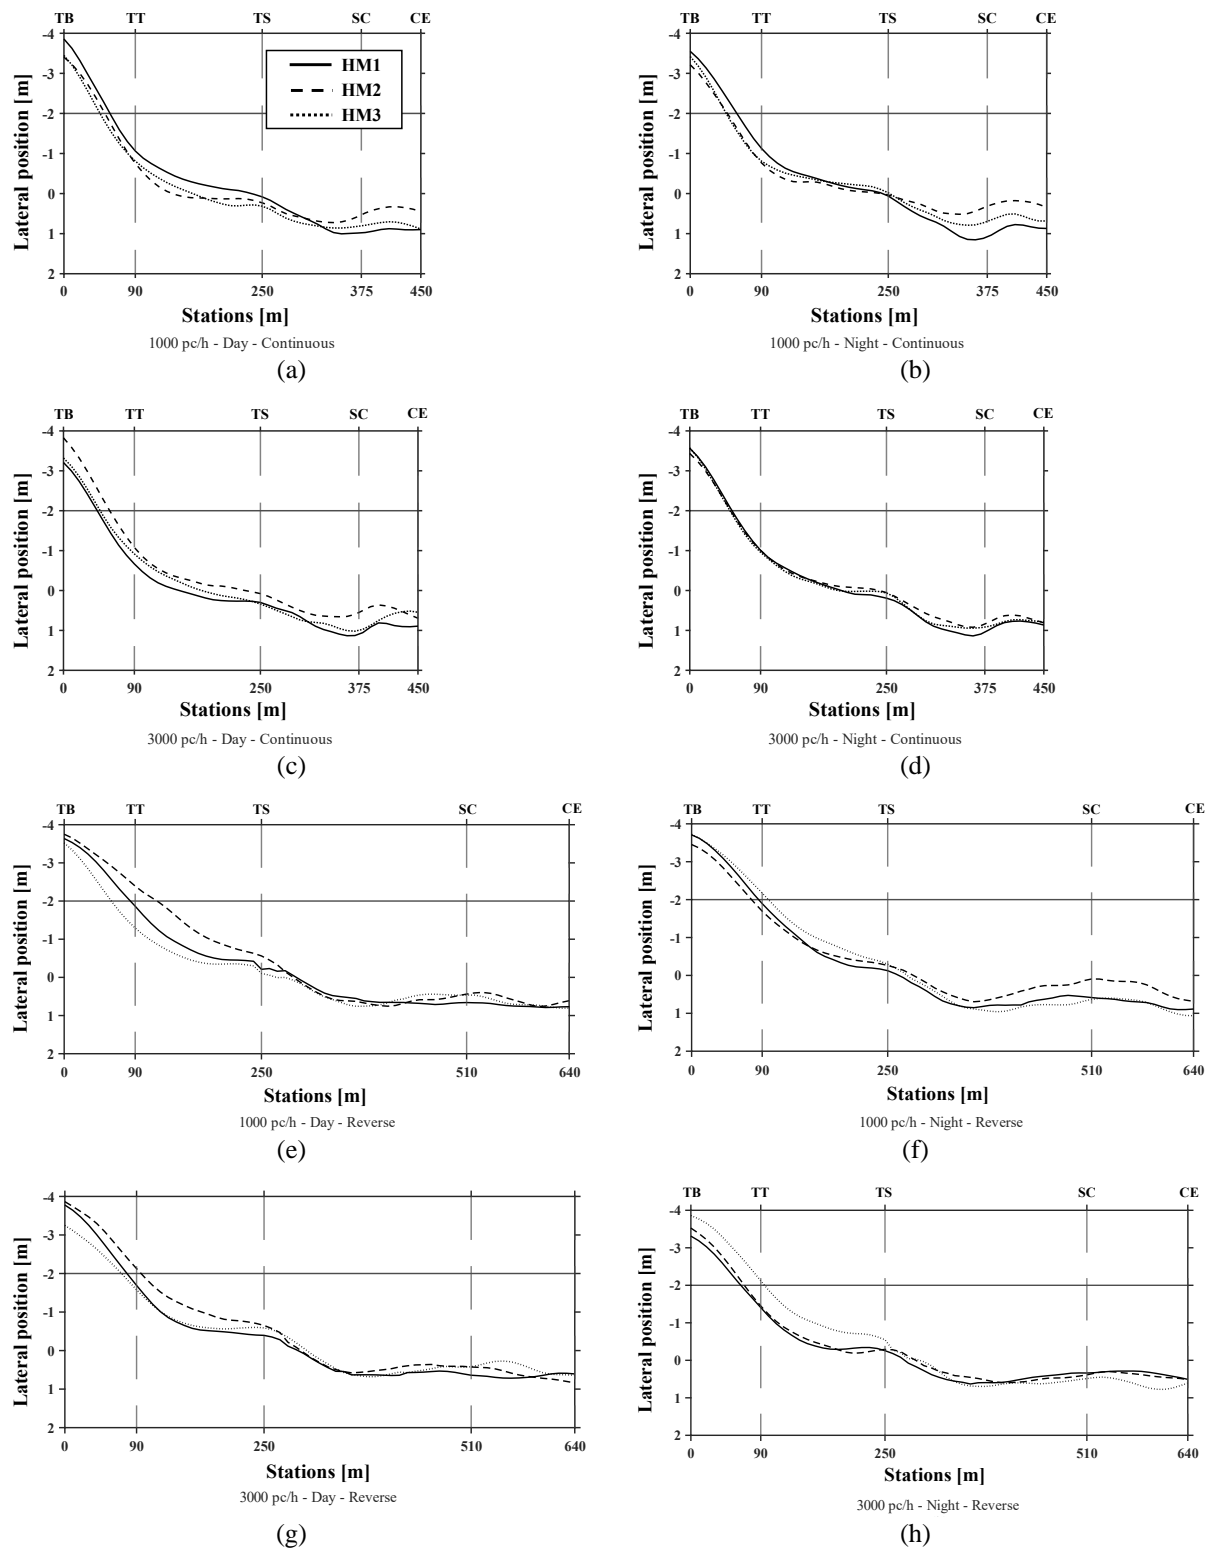 TB TT TS SC CE
-4
-3
-2
-1
0
1
2
Lateral position [m]
HM1
HM2
HM3
0 90 250 375 450
Stations [m]
1000 pc/h - Day - Continuous
(a)
TB TT TS SC CE
-4
-3
-2
-1
0
1
2
Lateral position [m]
0 90 250 375 450
Stations [m]
1000 pc/h - Night - Continuous
(b)
TB TT TS SC CE
-4
-3
-2
-1
0
1
2
Lateral position [m]
0 90 250 375 450
Stations [m]
3000 pc/h - Day - Continuous
(c)
TB TT TS SC CE
-4
-3
-2
-1
0
1
2
Lateral position [m]
0 90 250 375 450
Stations [m]
3000 pc/h - Night - Continuous
(d)
TB TT TS SC CE
-4
-3
-2
-1
0
1
2
Lateral position [m]
0 90 250 510 640
Stations [m]
1000 pc/h - Day - Reverse
(e)
TB TT TS SC CE
-4
-3
-2
-1
0
1
2
Lateral position [m]
0 90 250 510 640
Stations [m]
1000 pc/h - Night - Reverse
(f)
-4
-3
-2
-1
0
1
2
Lateral position [m]
0 90 250 510 640
Stations [m]
3000 pc/h - Day - Reverse
(g)
TB TT TS SC CE
-4
-3
-2
-1
0
1
2
Lateral position [m]
0 90 250 510 640
Stations [m]
3000 pc/h - Night - Reverse
(h)